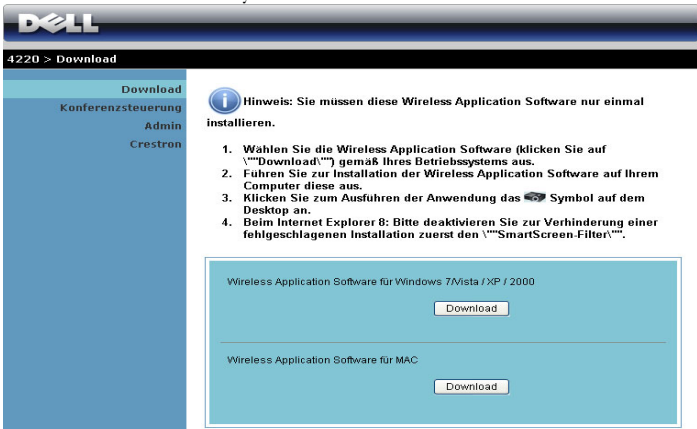 DELL
4220 > Download
Download
Konferenzsteuerung
Admin
Crestron
Hinweis: Sie müssen diese Wireless Application Software nur einmal
installieren.
1. Wählen Sie die Wireless Application Software (klicken Sie auf
\""Download\"") gemäß Ihres Betriebssystems aus.
2. Führen Sie zur Installation der Wireless Application Software auf Ihrem
Computer diese aus.
3. Klicken Sie zum Ausführen der Anwendung das Symbol auf dem
Desktop an.
4. Beim Internet Explorer 8: Bitte deaktivieren Sie zur Verhinderung einer
fehlgeschlagenen Installation zuerst den \""SmartScreen-Filter\"".
Wireless Application Software für Windows 7/Vista / XP / 2000
Download
Wireless Application Software für MAC
Download